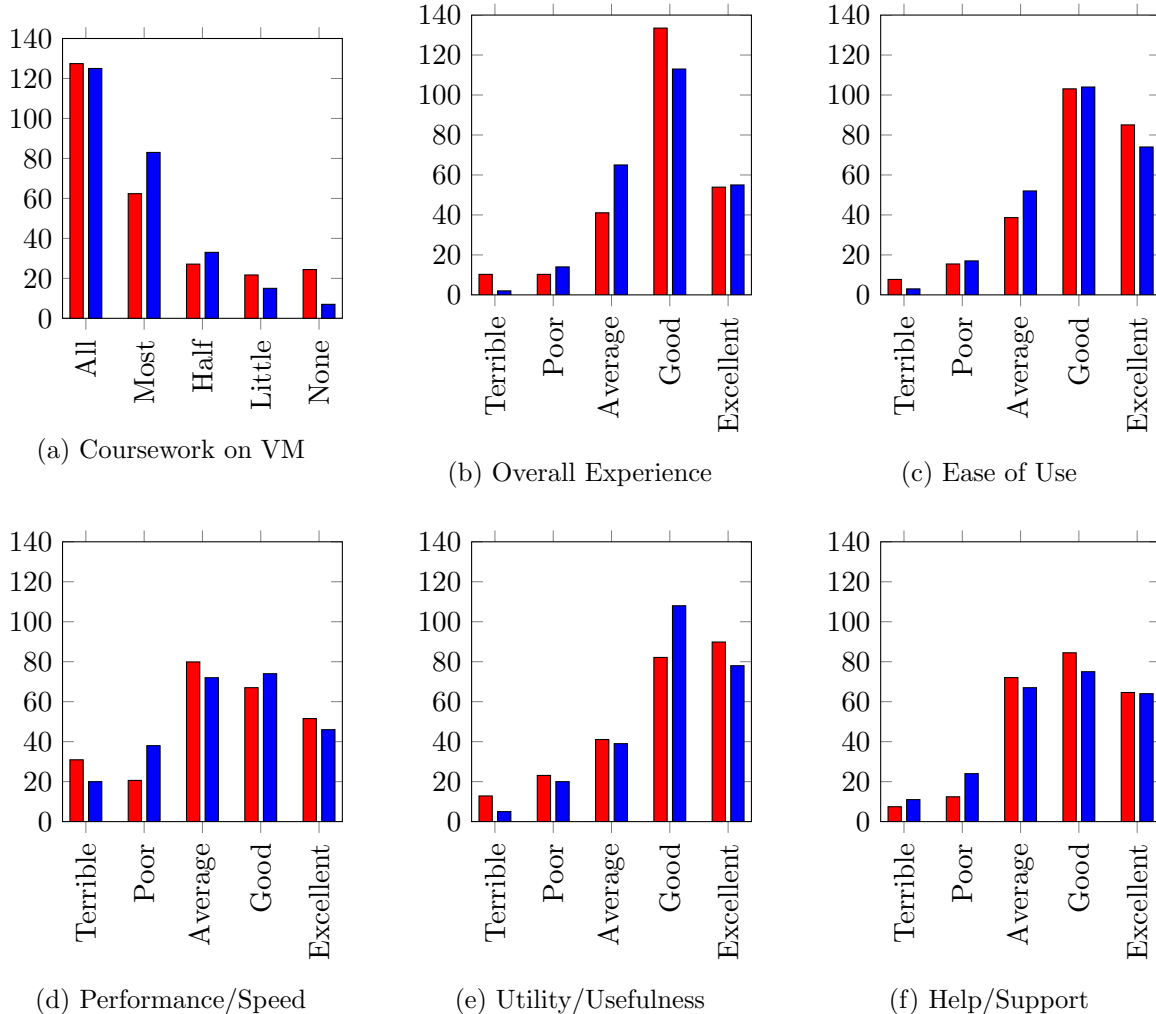 140
120
100
80
60
40
20
0
All
Most
Half
Little
None
(a) Coursework on VM
140
120
100
80
60
40
20
0
Terrible
Poor
Average
Good
Excellent
(b) Overall Experience
140
120
100
80
60
40
20
0
Terrible
Poor
Average
Good
Excellent
(c) Ease of Use
140
120
100
80
60
40
20
0
Terrible
Poor
Average
Good
Excellent
(d) Performance/Speed
140
120
100
80
60
40
20
0
Terrible
Poor
Average
Good
Excellent
(e) Utility/Usefulness
140
120
100
80
60
40
20
0
Terrible
Poor
Average
Good
Excellent
(f) Help/Support